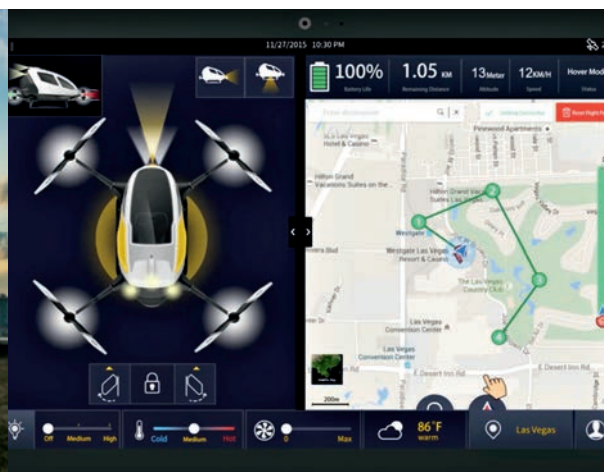 11/27/2015 10:30 PM
100%
Battery Life
1.05 KM
Remaining Distance
13Meter
Altitude
12KM/H
Speed
Hover Mod
Status
Pinewood Apartments
Hotel & Casino
Hilton Grand
Vacations Suites on the...
Hilton Grand Vacation
Suites Las Vegas
Paradise Rd
1
2
3
4
Westgate
Westgate Las Vegas
Resort & Casino
The Las Vegas
Country Club
Las Vegas
Convention Center
Las Vegas
Convention Center
E Desert Inn Rd
E Desert Inn Rd
200m
Off
Medium
High
Cold
Medium
Hot
0
Max
86°F
warm
Las Vegas